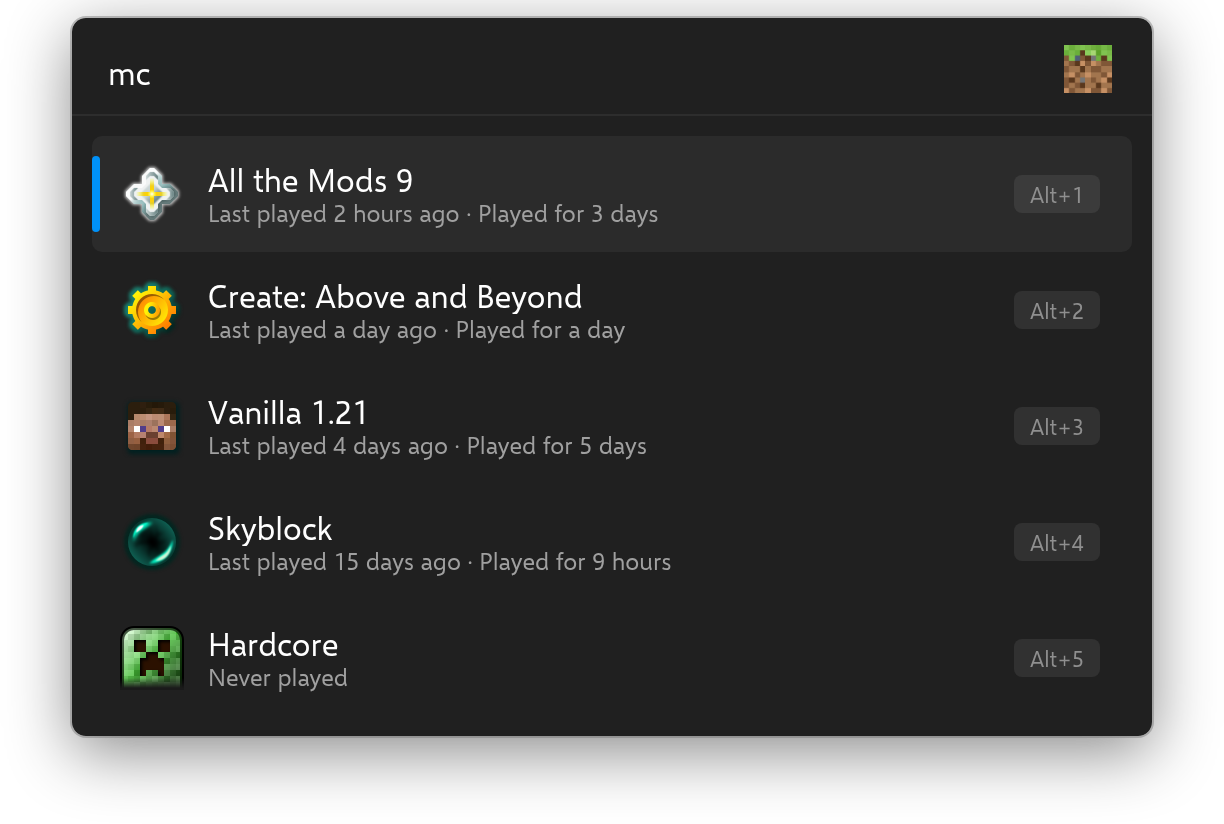 mc
All the Mods 9
Last played 2 hours ago · Played for 3 days
Alt+1
Create: Above and Beyond
Last played a day ago · Played for a day
Alt+2
Vanilla 1.21
Last played 4 days ago · Played for 5 days
Alt+3
Skyblock
Last played 15 days ago · Played for 9 hours
Alt+4
Hardcore
Never played
Alt+5